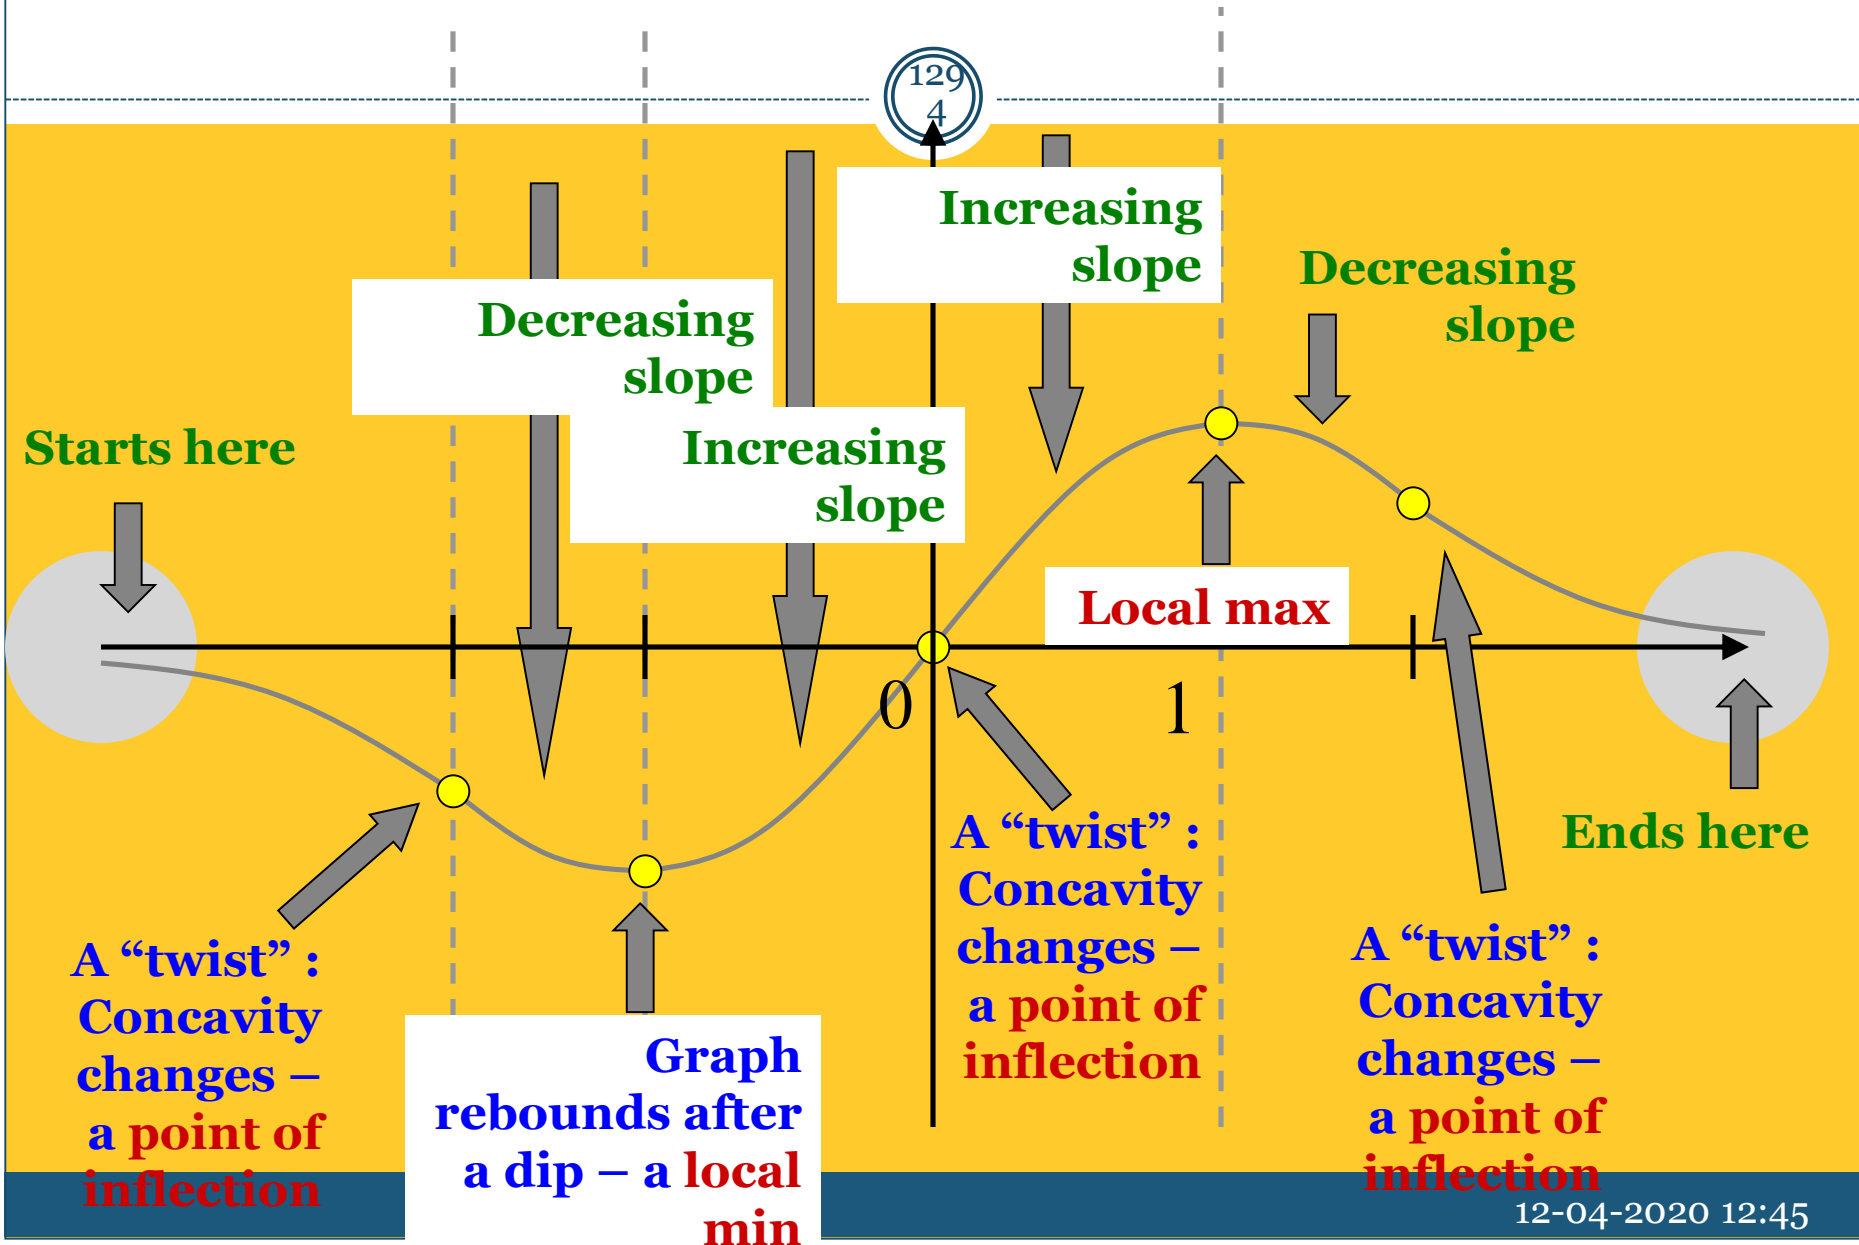 129
4
Increasing
slope
Decreasing
slope
Decreasing
slope
Increasing
slope
Starts here
Local max
0
1
A “twist” :
Concavity
changes –
a point of
inflection
Ends here
A “twist” :
Concavity
changes –
a point of
inflection
A “twist” :
Concavity
changes –
a point of
inflection
Graph
rebounds after
a dip – a local
min
12-04-2020 12:45